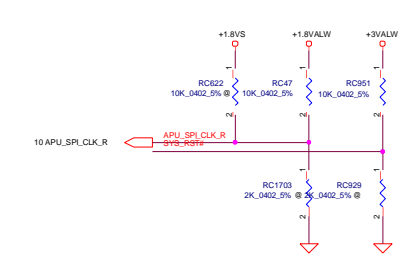 +1.8VS +1.8VALW +3VALW
1 1 1
RC622 RC47 RC951
10K_0402_5% @ 10K_0402_5% 10K_0402_5%
2 2 2
10 APU_SPI_CLK_R APU_SPI_CLK_R
SYS_RST#
1 1
RC1703 RC929
2K_0402_5% @ 2K_0402_5% @
2 2